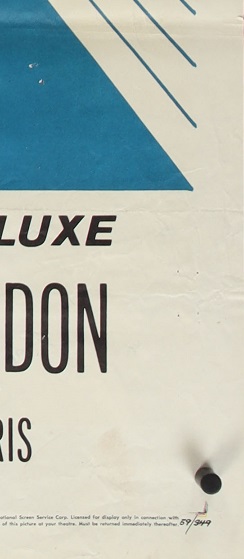 LUXE
DON
RIS
ational Screen Service Corp. Licensed for display only in connection with
of this picture at your theatre. Must be returned immediately thereafter.
59/349